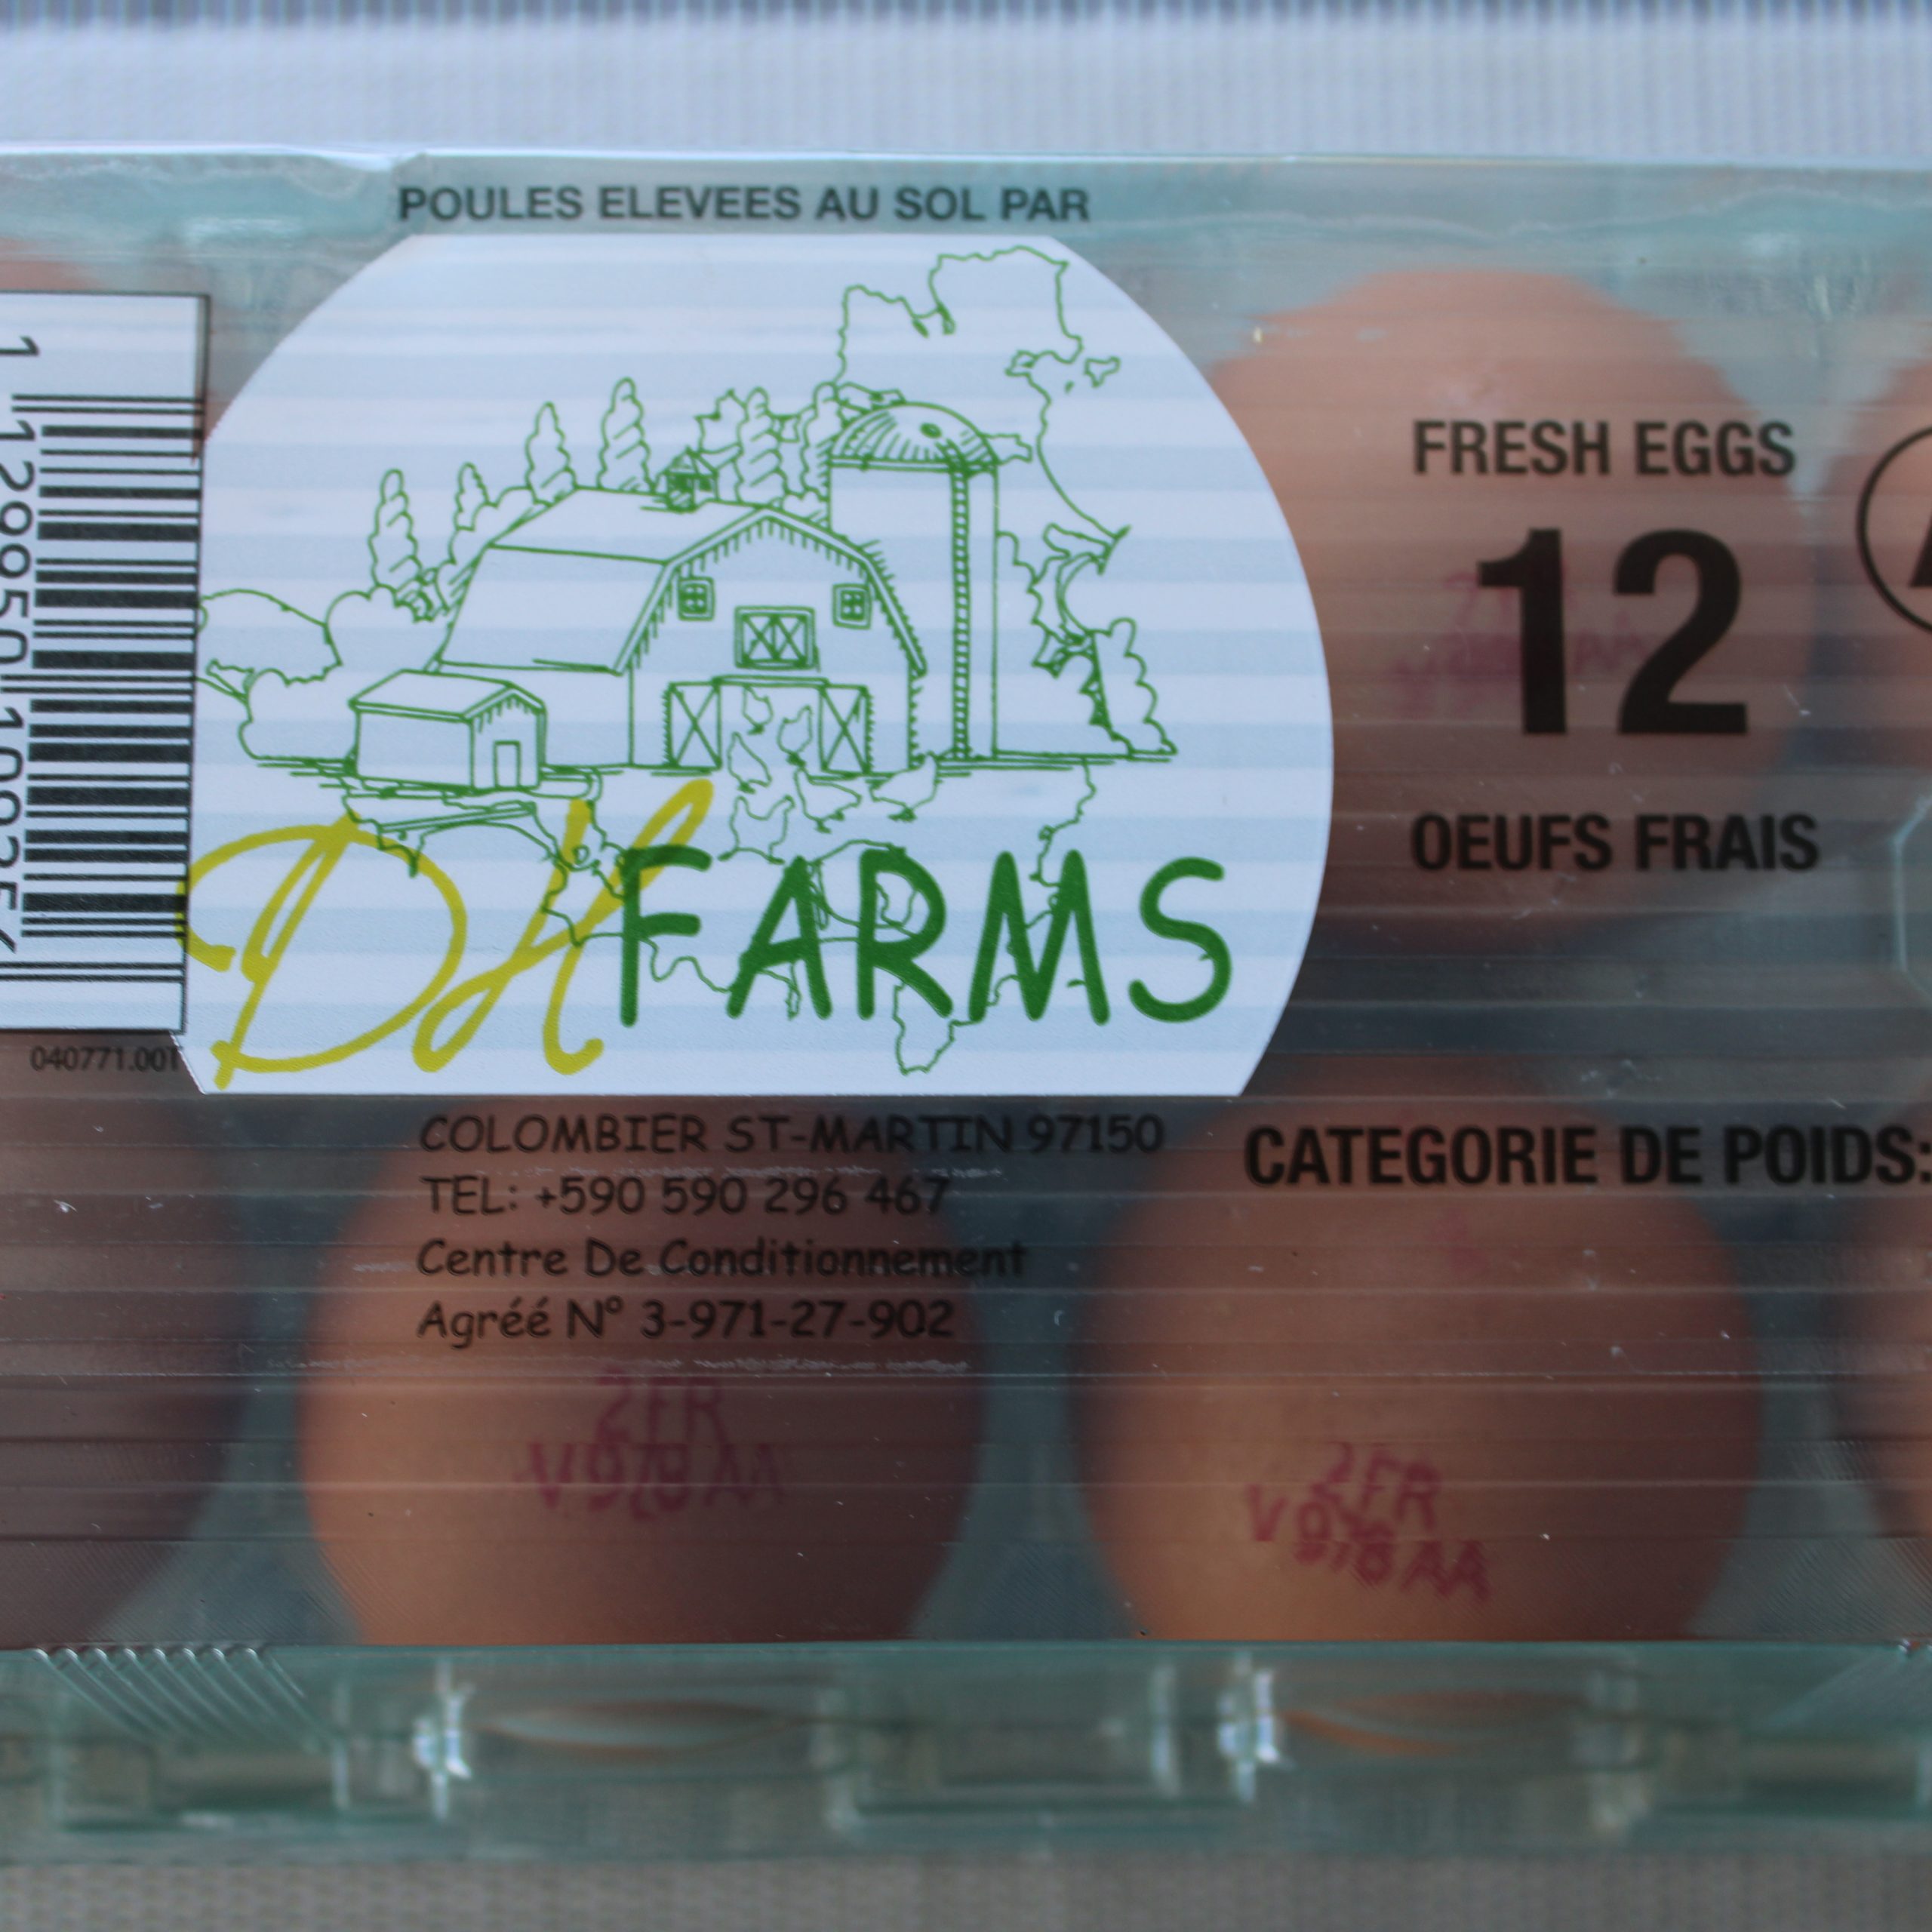 POULES ELEVEES AU SOL PAR
DH FARMS
FRESH EGGS
12
OEUFS FRAIS
040771.00T
COLOMBIER ST-MARTIN 97150
TEL: +590 590 296 467
Centre De Conditionnement
Agréé N° 3-971-27-902
CATEGORIE DE POIDS:
2FR
2FR